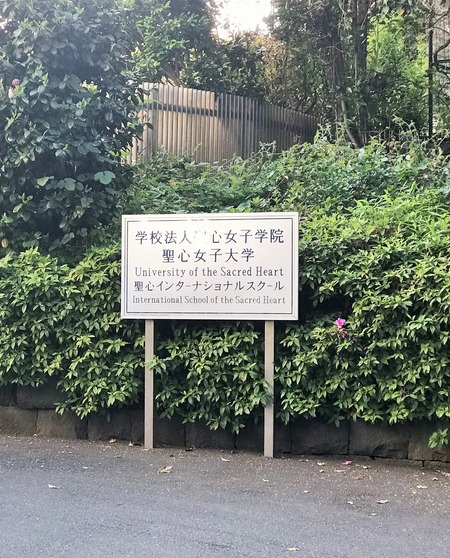 学校法人 心女子学院
聖心女子大学
University of the Sacred Heart
聖心インターナショナルスクール
International School of the Sacred Heart